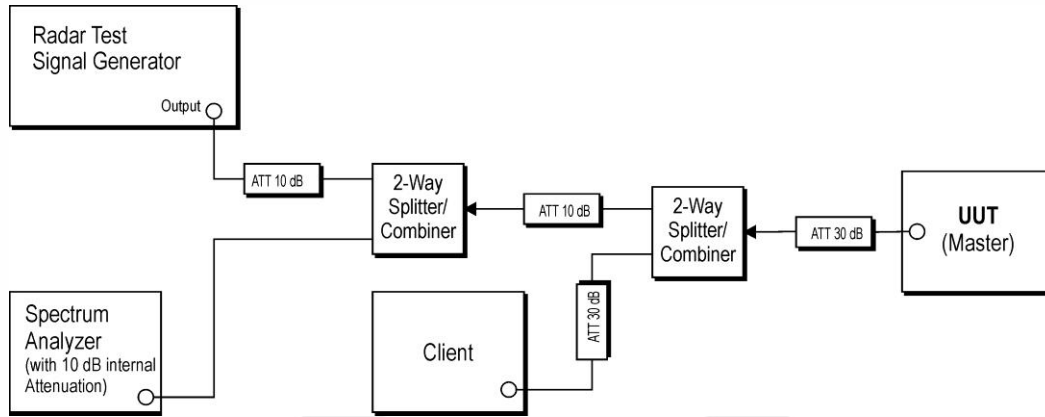 Radar Test
Signal Generator
Output
ATT 10 dB
2-Way
Splitter/
Combiner
ATT 10 dB
2-Way
Splitter/
Combiner
ATT 30 dB
UUT
(Master)
ATT 30 dB
Spectrum
Analyzer
(with 10 dB internal
Attenuation)
Client